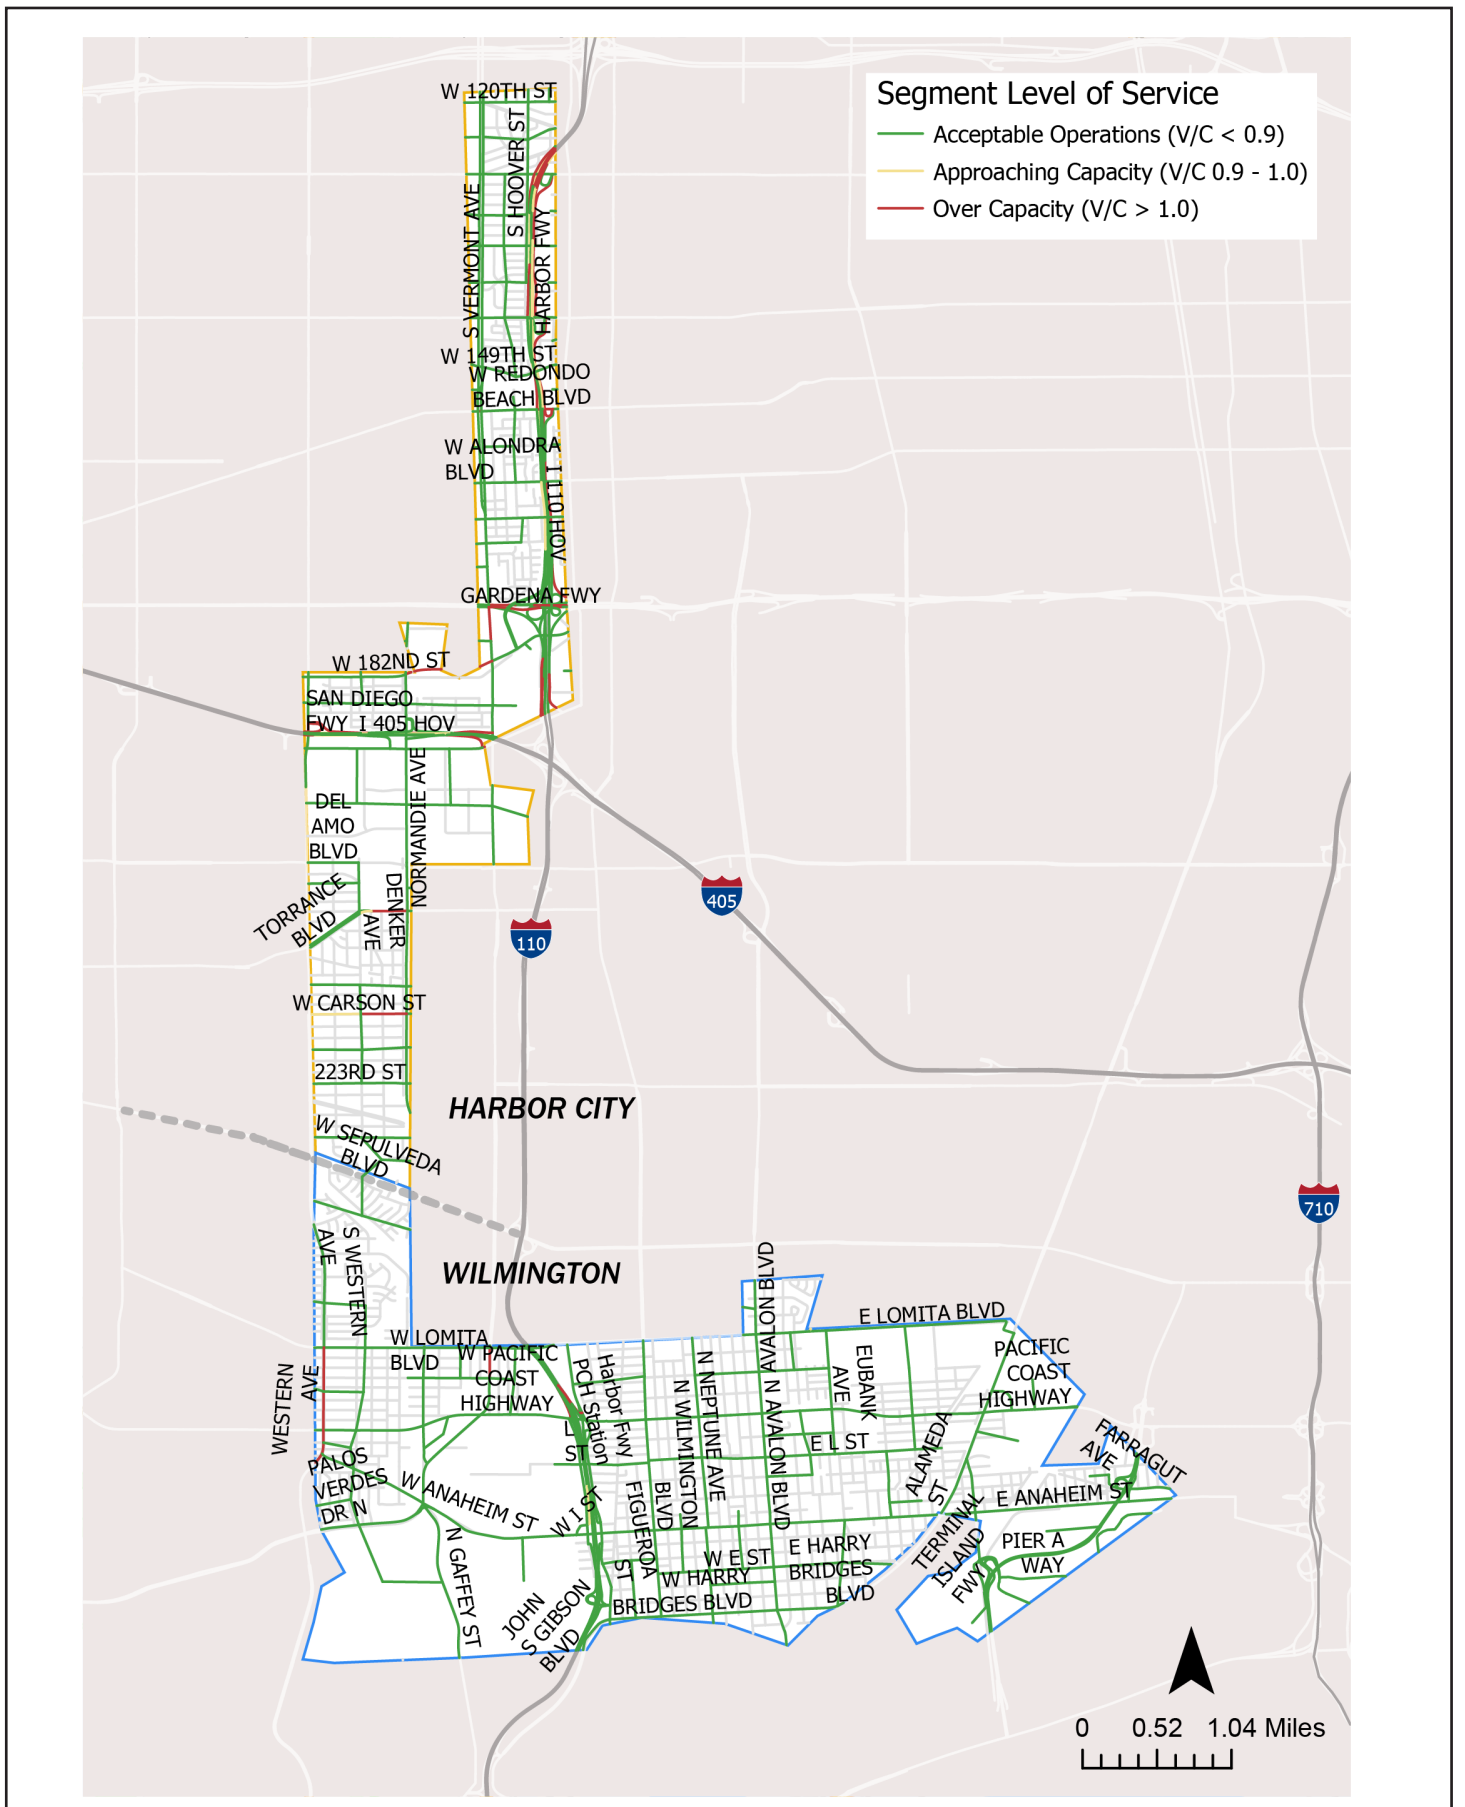 W 120TH ST
Segment Level of Service
Acceptable Operations (V/C < 0.9)
Approaching Capacity (V/C 0.9 - 1.0)
Over Capacity (V/C > 1.0)
S HOOVER ST
S VERMONT AVE
HARBOR FWY
W 149TH ST
W REDONDO
BEACH BLVD
W ALONDRA
BLVD
I 110 HOV
GARDENA FWY
W 182ND ST
SAN DIEGO
FWY I 405 HOV
NORMANDIE AVE
DEL
AMO
BLVD
TORRANCE
BLVD
DENKER
AVE
405
110
W CARSON ST
223RD ST
HARBOR CITY
W SEPULVEDA
BLVD
710
S WESTERN
AVE
WILMINGTON
AVALON BLVD
E LOMITA BLVD
W LOMITA
BLVD
W PACIFIC
COAST
HIGHWAY
PACIFIC
COAST
HIGHWAY
WESTERN
AVE
PCH Station
Harbor Fwy
N NEPTUNE AVE
N WILMINGTON
BLVD
N AVALON BLVD
EUBANK
AVE
L
ST
E L ST
ALAMEDA
ST
FARRAGUT
AVE
PALOS
VERDES
DR N
W ANAHEIM ST
W I ST
FIGUEROA
ST
E ANAHEIM ST
TERMINAL
ISLAND
FWY
PIER A
WAY
N GAFFEY ST
W E ST
E HARRY
BRIDGES
BLVD
W HARRY
BRIDGES BLVD
JOHN
S GIBSON
BLVD
0 0.52 1.04 Miles